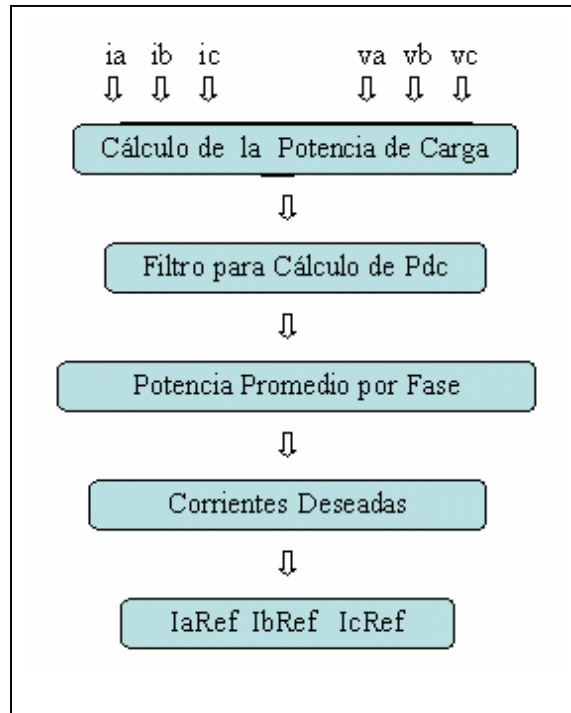 ia ib ic va vb vc
Cálculo de la Potencia de Carga
Filtro para Cálculo de Pdc
Potencia Promedio por Fase
Corrientes Deseadas
IaRef IbRef IcRef